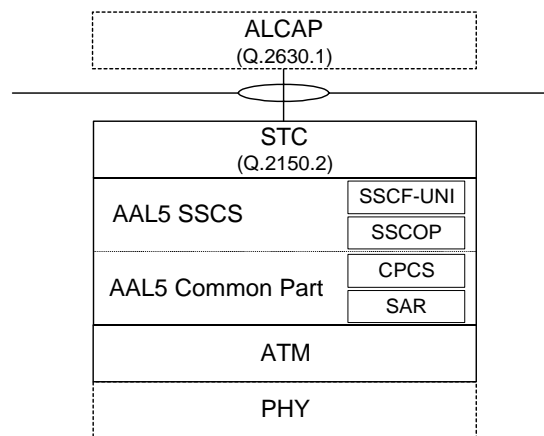 ALCAP
(Q.2630.1)
STC
(Q.2150.2)
AAL5 SSCS
SSCF-UNI
SSCOP
AAL5 Common Part
CPCS
SAR
ATM
PHY